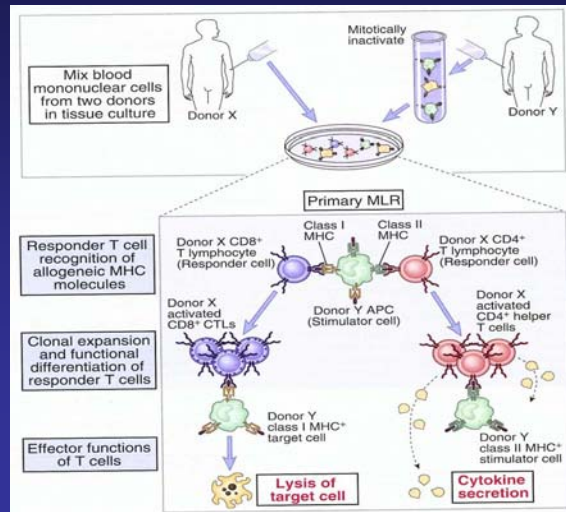 Mix blood
mononuclear cells
from two donors
in tissue culture
Donor X
Mitotically
inactivate
Donor Y
Primary MLR
Responder T cell
recognition of
allogeneic MHC
molecules
Donor X CD8+
T lymphocyte
(Responder cell)
Class I
MHC
Class II
MHC
Donor X CD4+
T lymphocyte
(Responder cell)
Donor Y APC
(Stimulator cell)
Clonal expansion
and functional
differentiation of
responder T cells
Donor X
activated
CD8+ CTLs
Donor X
activated
CD4+ helper
T cells
Effector functions
of T cells
Donor Y
class I MHC+
target cell
Donor Y
class II MHC+
stimulator cell
Lysis of
target cell
Cytokine
secretion